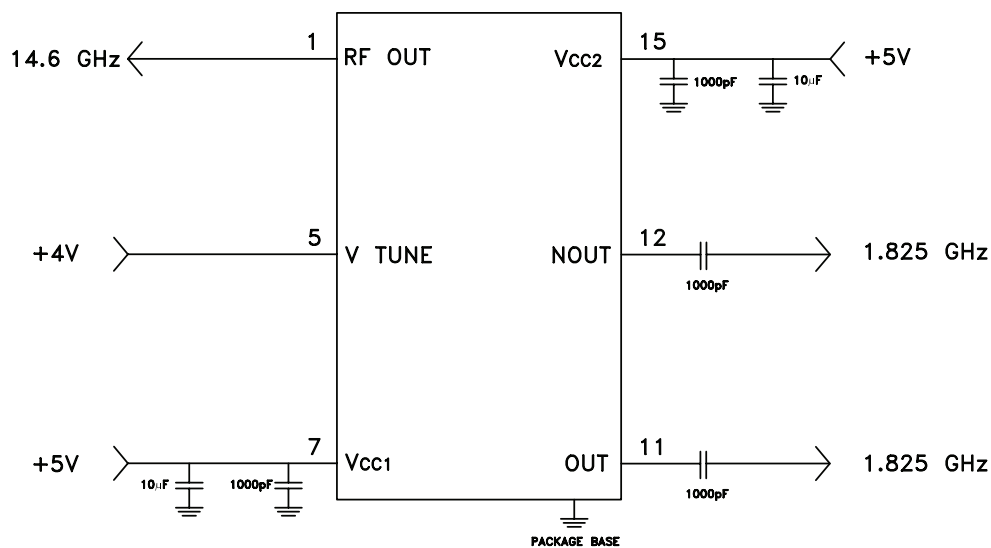 14.6 GHz
1
RF OUT
VCC2
15
+5V
1000pF
10µF
+4V
5
V TUNE
NOUT
12
1.825 GHz
1000pF
+5V
7
VCC1
10µF
1000pF
OUT
11
1.825 GHz
1000pF
PACKAGE BASE